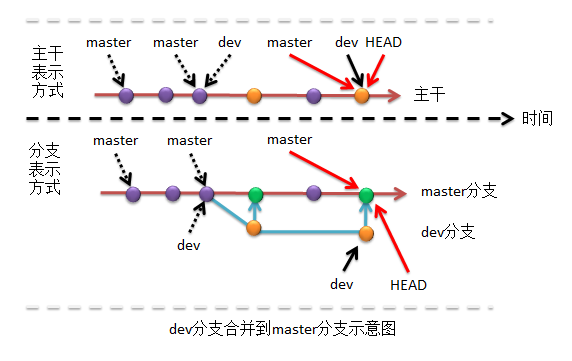 master master dev master dev HEAD
主干
表示
方式
主干
时间
master master master
分支
表示
方式
master分支
dev分支
dev
dev HEAD
dev分支合并到master分支示意图